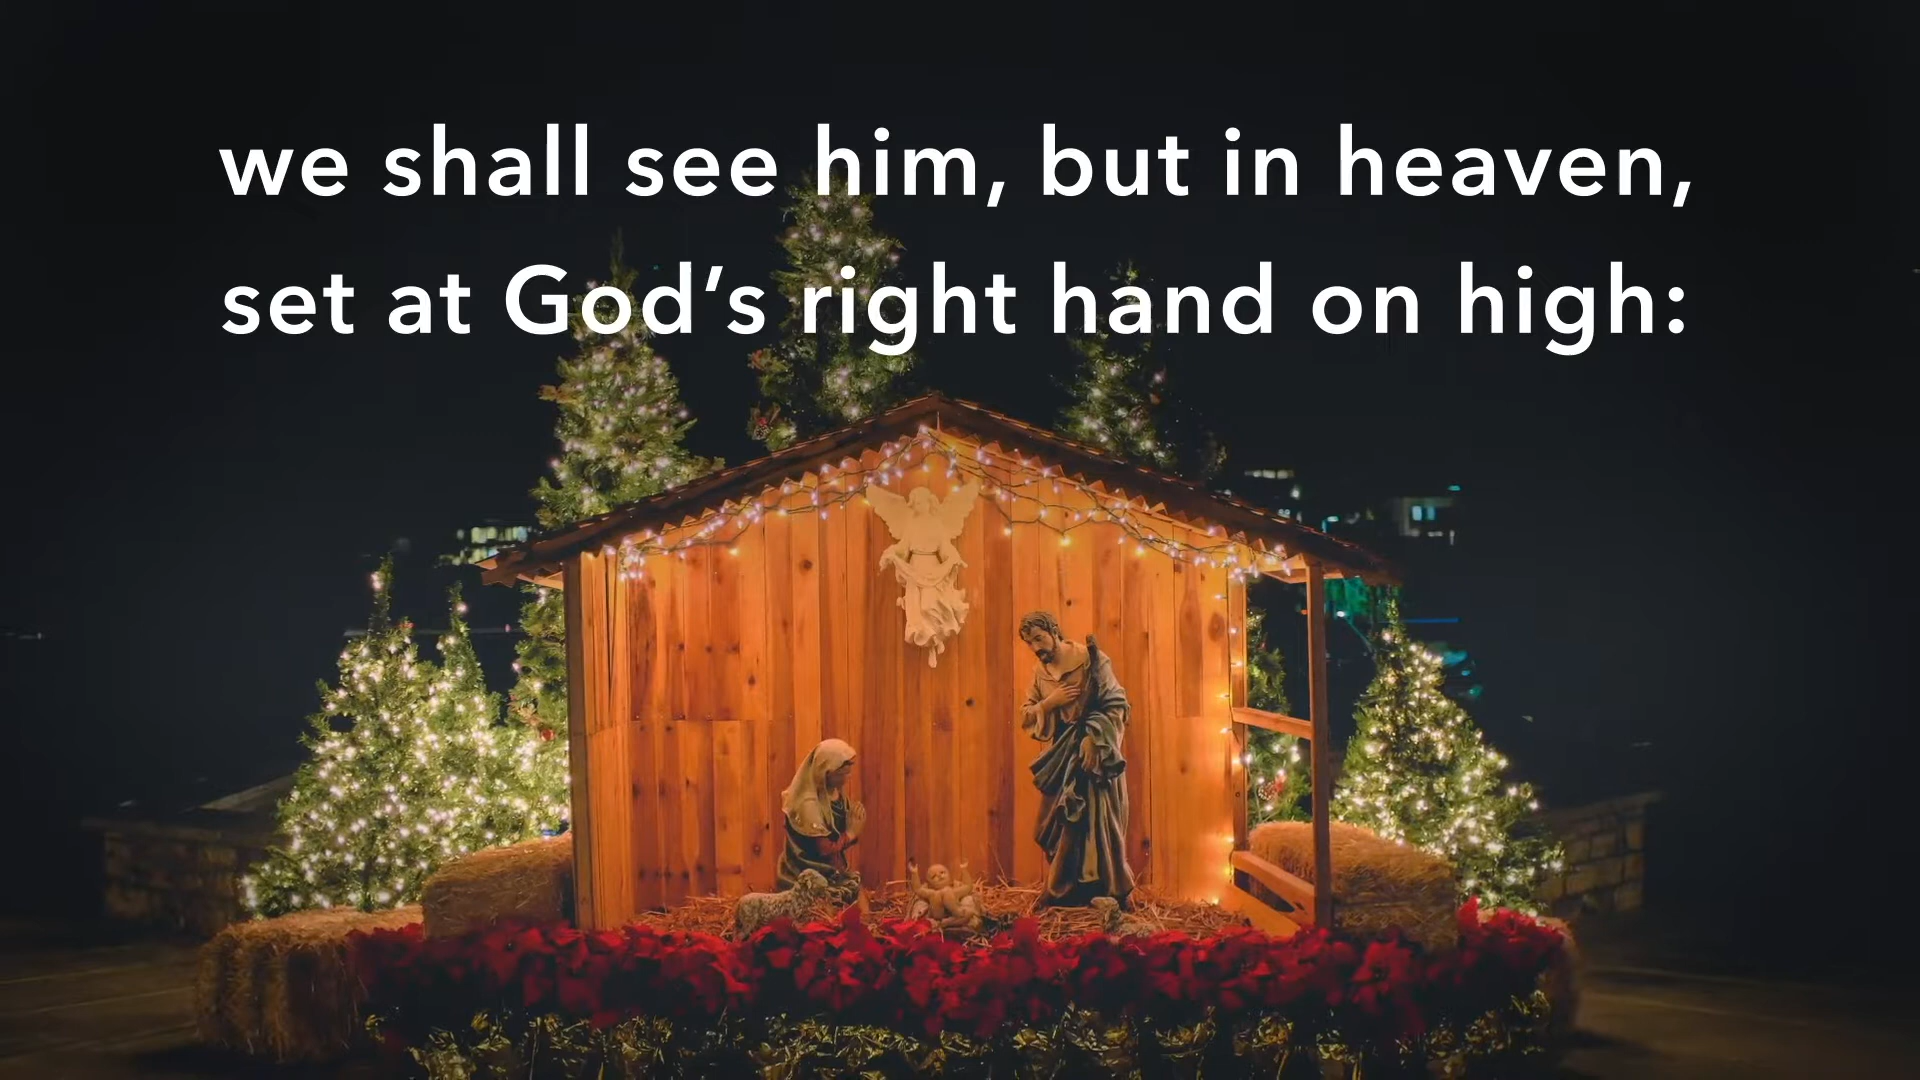 we shall see him, but in heaven,
set at God’s right hand on high: